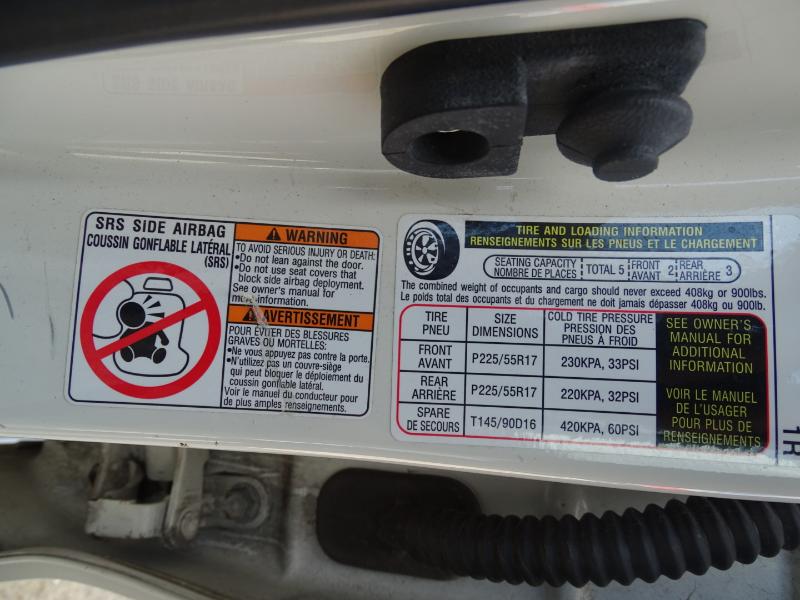 SRS SIDE AIRBAG
COUSSIN GONFLABLE LATÉRAL
(SRS)
WARNING
TO AVOID SERIOUS INJURY OR DEATH:
•Do not lean against the door.
•Do not use seat covers that
block side airbag deployment.
See owner's manual for
more information.
AVERTISSEMENT
POUR ÉVITER DES BLESSURES
GRAVES OU MORTELLES:
•Ne vous appuyez pas contre la porte.
•N'utilizez pas un couvre-siège
qui peut bloquer le déploiement du
coussin gonflable latéral.
Voir le manuel du conducteur pour
de plus amples renseignements.
TIRE AND LOADING INFORMATION
RENSEIGNEMENTS SUR LES PNEUS ET LE CHARGEMENT
SEATING CAPACITY
NOMBRE DE PLACES
TOTAL 5
FRONT
AVANT
2
REAR
ARRIÈRE
3
The combined weight of occupants and cargo should never exceed 408kg or 900lbs.
Le poids total des occupants et du chargement ne doit jamais dépasser 408kg ou 900lb.
TIRE
PNEU
SIZE
DIMENSIONS
COLD TIRE PRESSURE
PRESSION DES
PNEUS À FROID
FRONT
AVANT
P225/55R17
230KPA, 33PSI
REAR
ARRIÈRE
P225/55R17
220KPA, 32PSI
SPARE
DE SECOURS
T145/90D16
420KPA, 60PSI
SEE OWNER'S
MANUAL FOR
ADDITIONAL
INFORMATION
VOIR LE MANUEL
DE L'USAGER
POUR PLUS DE
RENSEIGNEMENTS
1R